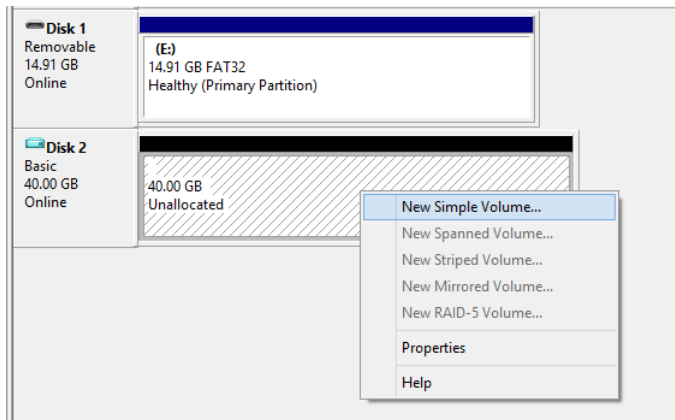 Disk 1
Removable
14.91 GB
Online
(E:)
14.91 GB FAT32
Healthy (Primary Partition)
Disk 2
Basic
40.00 GB
Online
40.00 GB
Unallocated
New Simple Volume...
New Spanned Volume...
New Striped Volume...
New Mirrored Volume...
New RAID-5 Volume...
Properties
Help